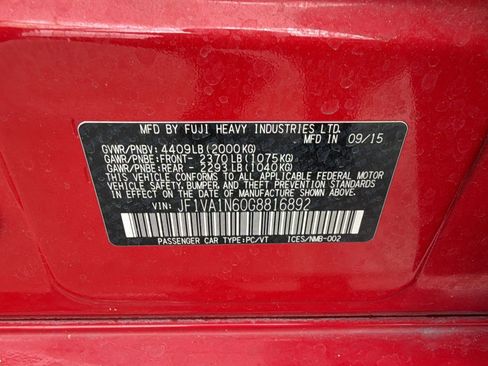 MFD BY FUJI HEAVY INDUSTRIES LTD.
MFD IN 09/15
GVWR/PNBV: 4409LB(2000KG)
GAWR/PNBE:FRONT- 2370LB(1075KG)
GAWR/PNBE:REAR - 2293LB(1040KG)
THIS VEHICLE CONFORMS TO ALL APPLICABLE FEDERAL MOTOR
VEHICLE SAFETY, BUMPER, AND THEFT PREVENTION STANDARDS
IN EFFECT ON THE DATE OF MANUFACTURE SHOWN ABOVE.
VIN: JF1VA1N60G8816892
PASSENGER CAR TYPE:PC/VT ICES/NMB-002